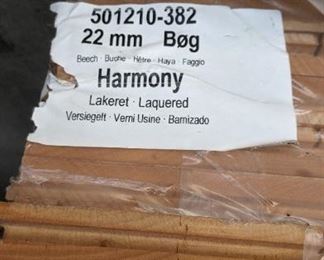 501210-382
22 mm Bøg
Beech · Buche · Hêtre · Haya · Faggio
Harmony
Lakeret · Laquered
Versiegelt · Verni Usine · Barnizado